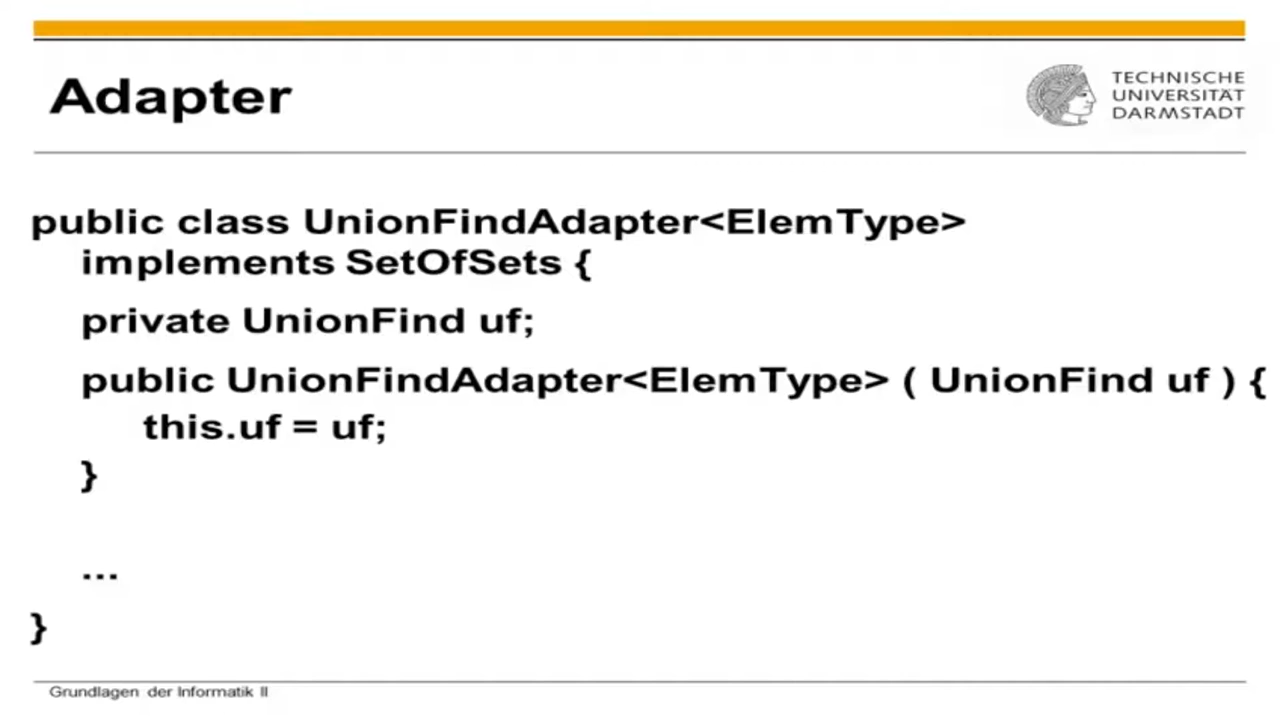 Adapter
TECHNISCHE
UNIVERSITÄT
DARMSTADT
public class UnionFindAdapter<ElemType>
implements SetOfSets {
private UnionFind uf;
public UnionFindAdapter<ElemType> ( UnionFind uf ) {
this.uf = uf;
}
...
}
Grundlagen der Informatik II